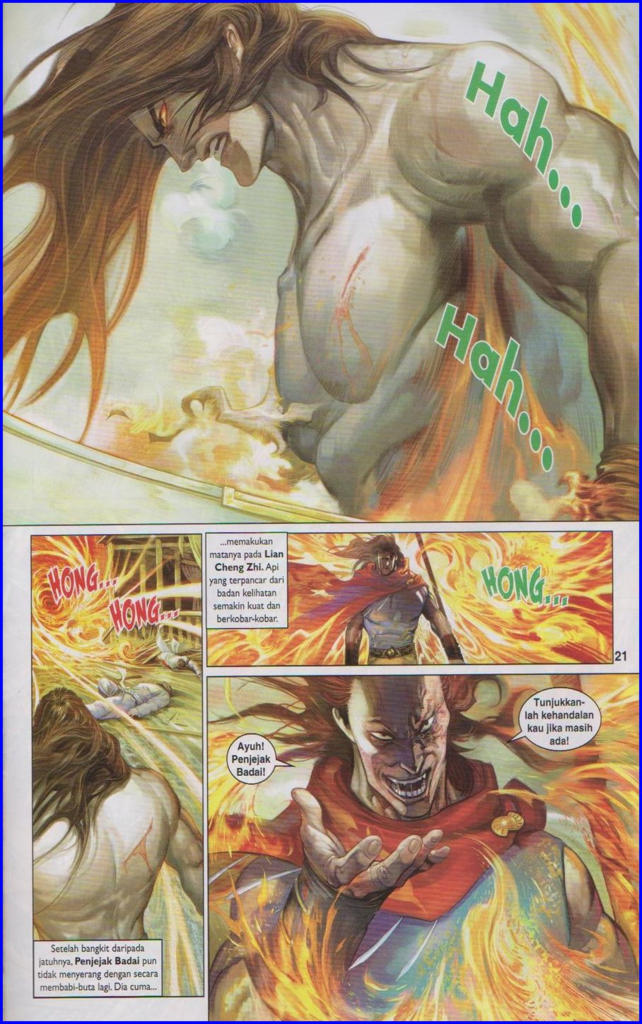 Hah...
Hah...
HONG...
HONG...
Setelah bangkit daripada
jatuhnya, Penjejak Badai pun
tidak menyerang dengan secara
membabi-buta lagi. Dia cuma...
...memakukan
matanya pada Lian
Cheng Zhi. Api
yang terpancar dari
badan kelihatan
semakin kuat dan
berkobar-kobar.
HONG...
21
Ayuh!
Penjejak
Badai!
Tunjukkan-
lah kehandalan
kau jika masih
ada!